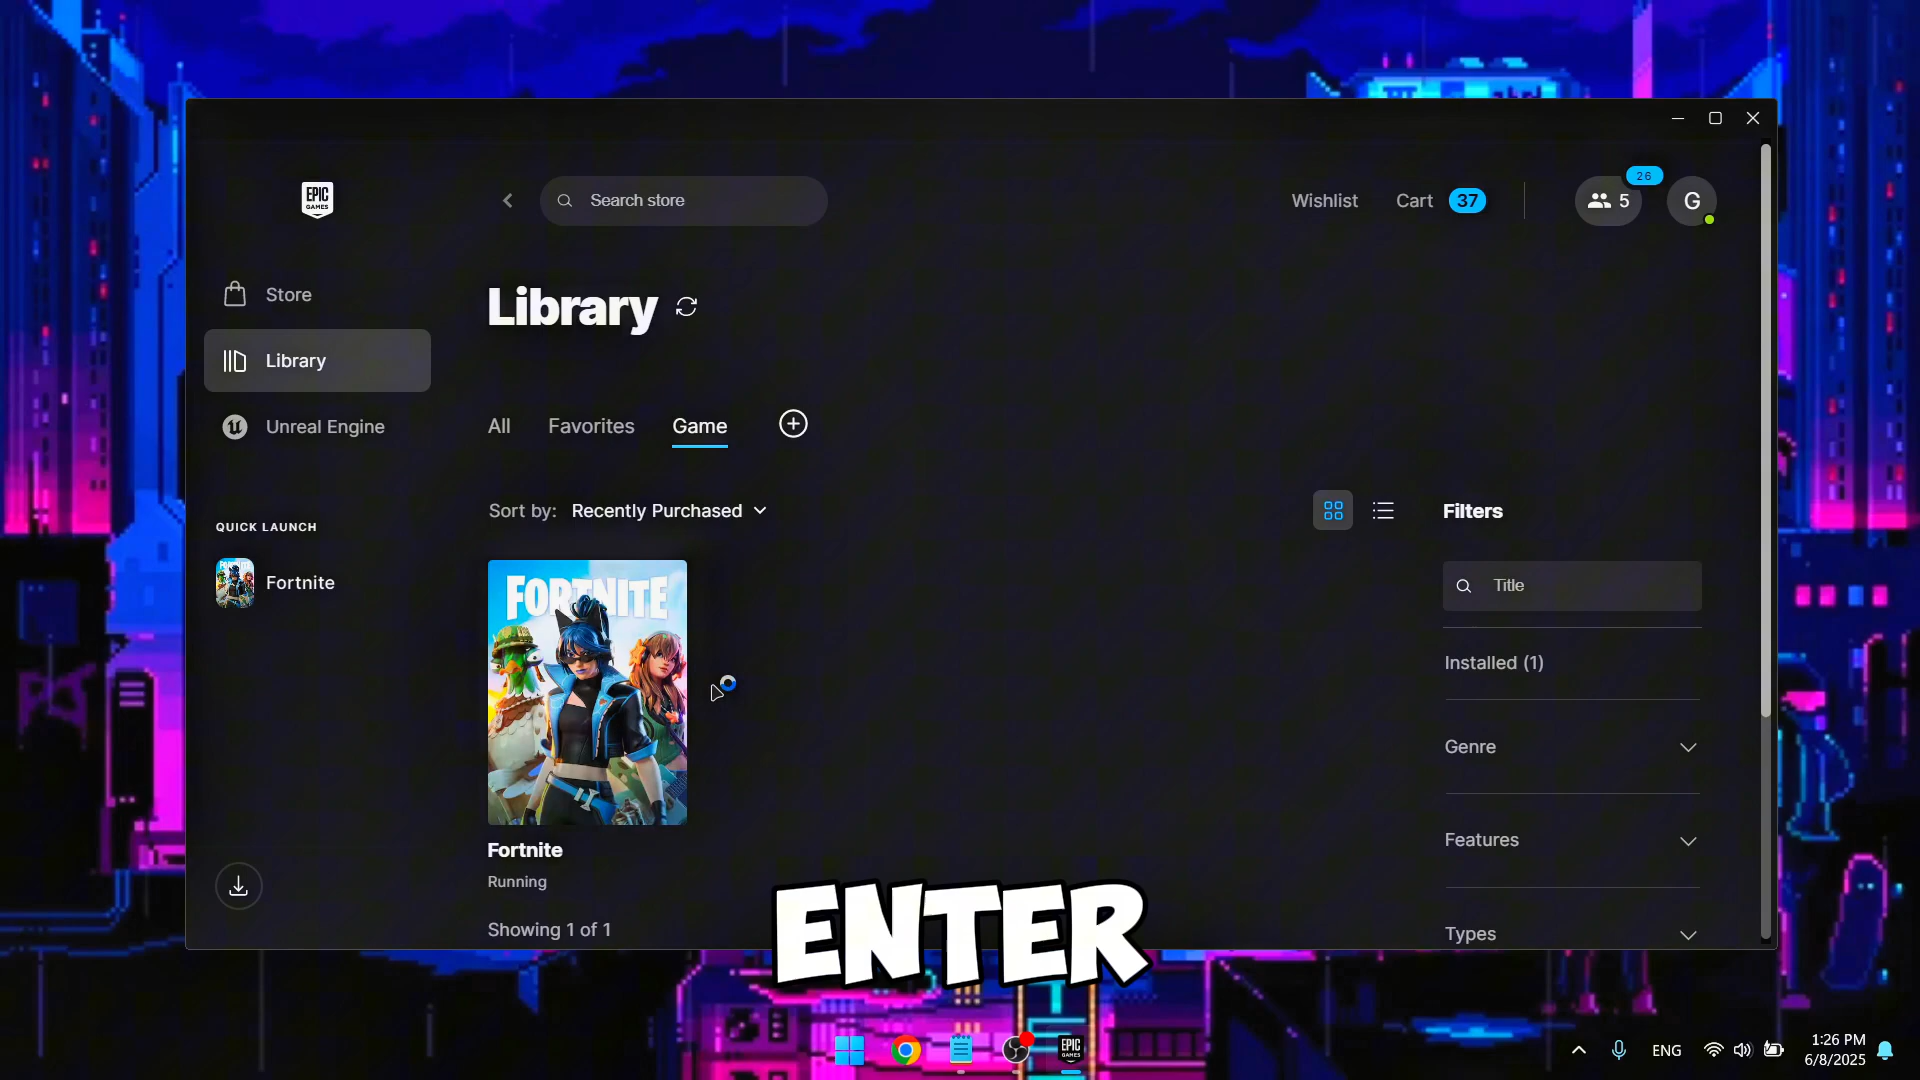 EPIC
GAMES
Search store
Wishlist
Cart
37
26
5
G
Store
Library
Unreal Engine
QUICK LAUNCH
Fortnite
Library
All
Favorites
Game
Sort by: Recently Purchased
FORTNITE
Fortnite
Running
Showing 1 of 1
Filters
Title
Installed (1)
Genre
Features
Types
ENTER
EPIC
GAMES
ENG
1:26 PM
6/8/2025